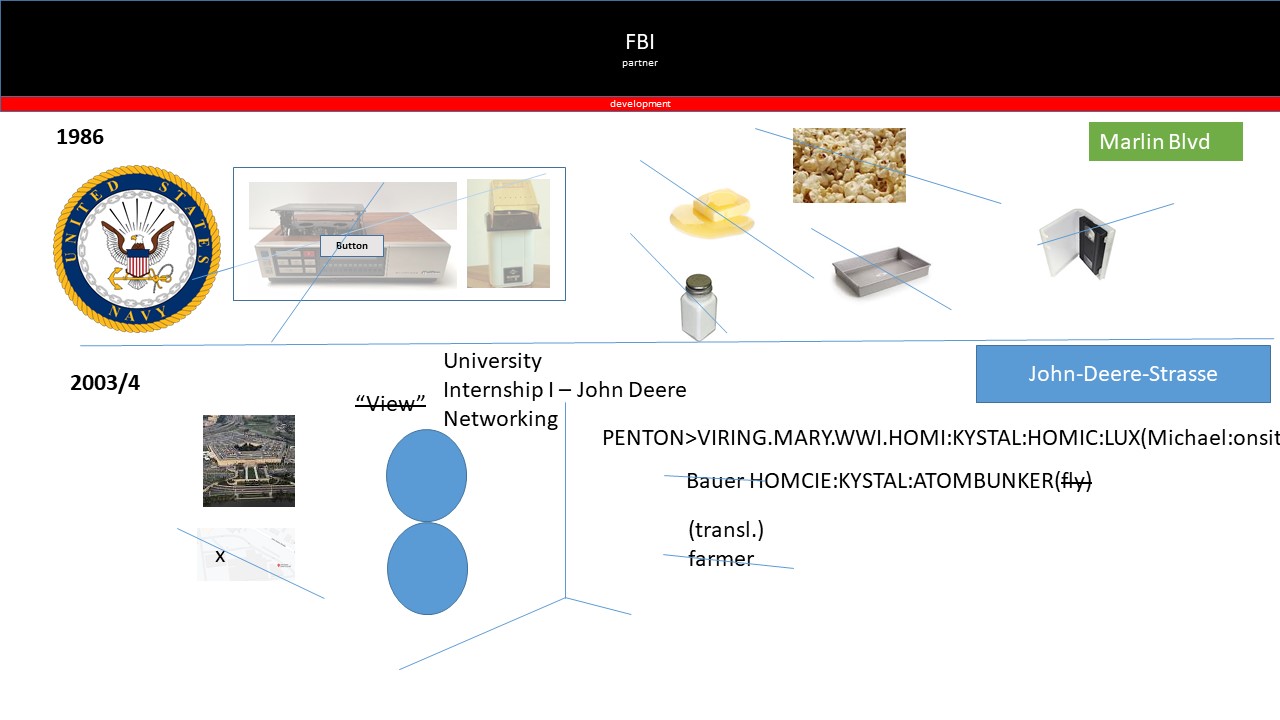 FBI
partner
development
1986
Marlin Blvd
UNITED STATES
NAVY
Button
University
Internship I – John Deere
Networking
John-Deere-Strasse
2003/4
“View”
PENTON>VIRING.MARY.WWI.HOMI:KYSTAL:HOMIC:LUX(Michael:onsit
Bauer HOMCIE:KYSTAL:ATOMBUNKER(fly)
(transl.)
farmer
X